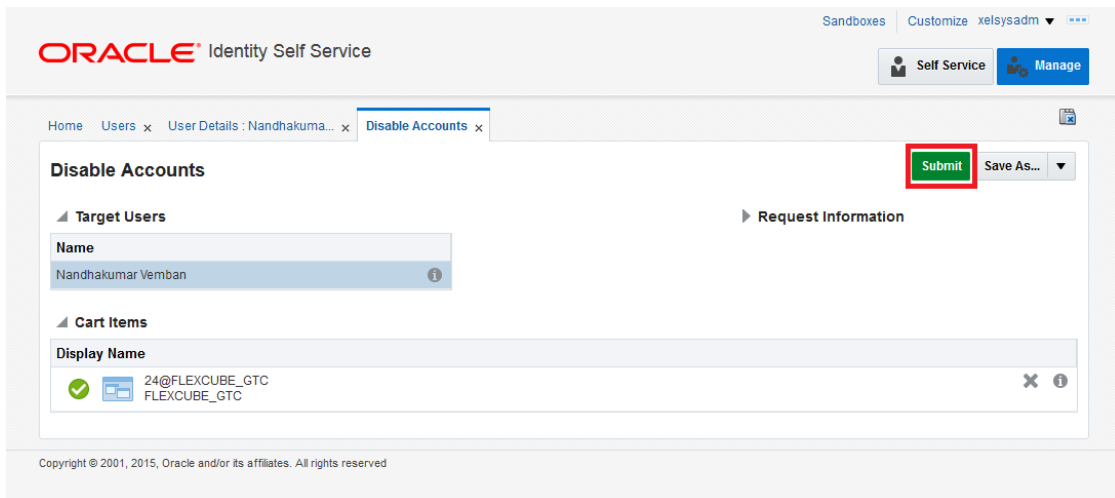 Sandboxes Customize xelsysadm
ORACLE Identity Self Service
Self Service Manage
Home Users x User Details : Nandhakuma... x Disable Accounts x
Disable Accounts
Submit Save As...
Target Users
Request Information
Name
Nandhakumar Vemban
Cart Items
Display Name
24@FLEXCUBE_GTC
FLEXCUBE_GTC
Copyright © 2001, 2015, Oracle and/or its affiliates. All rights reserved